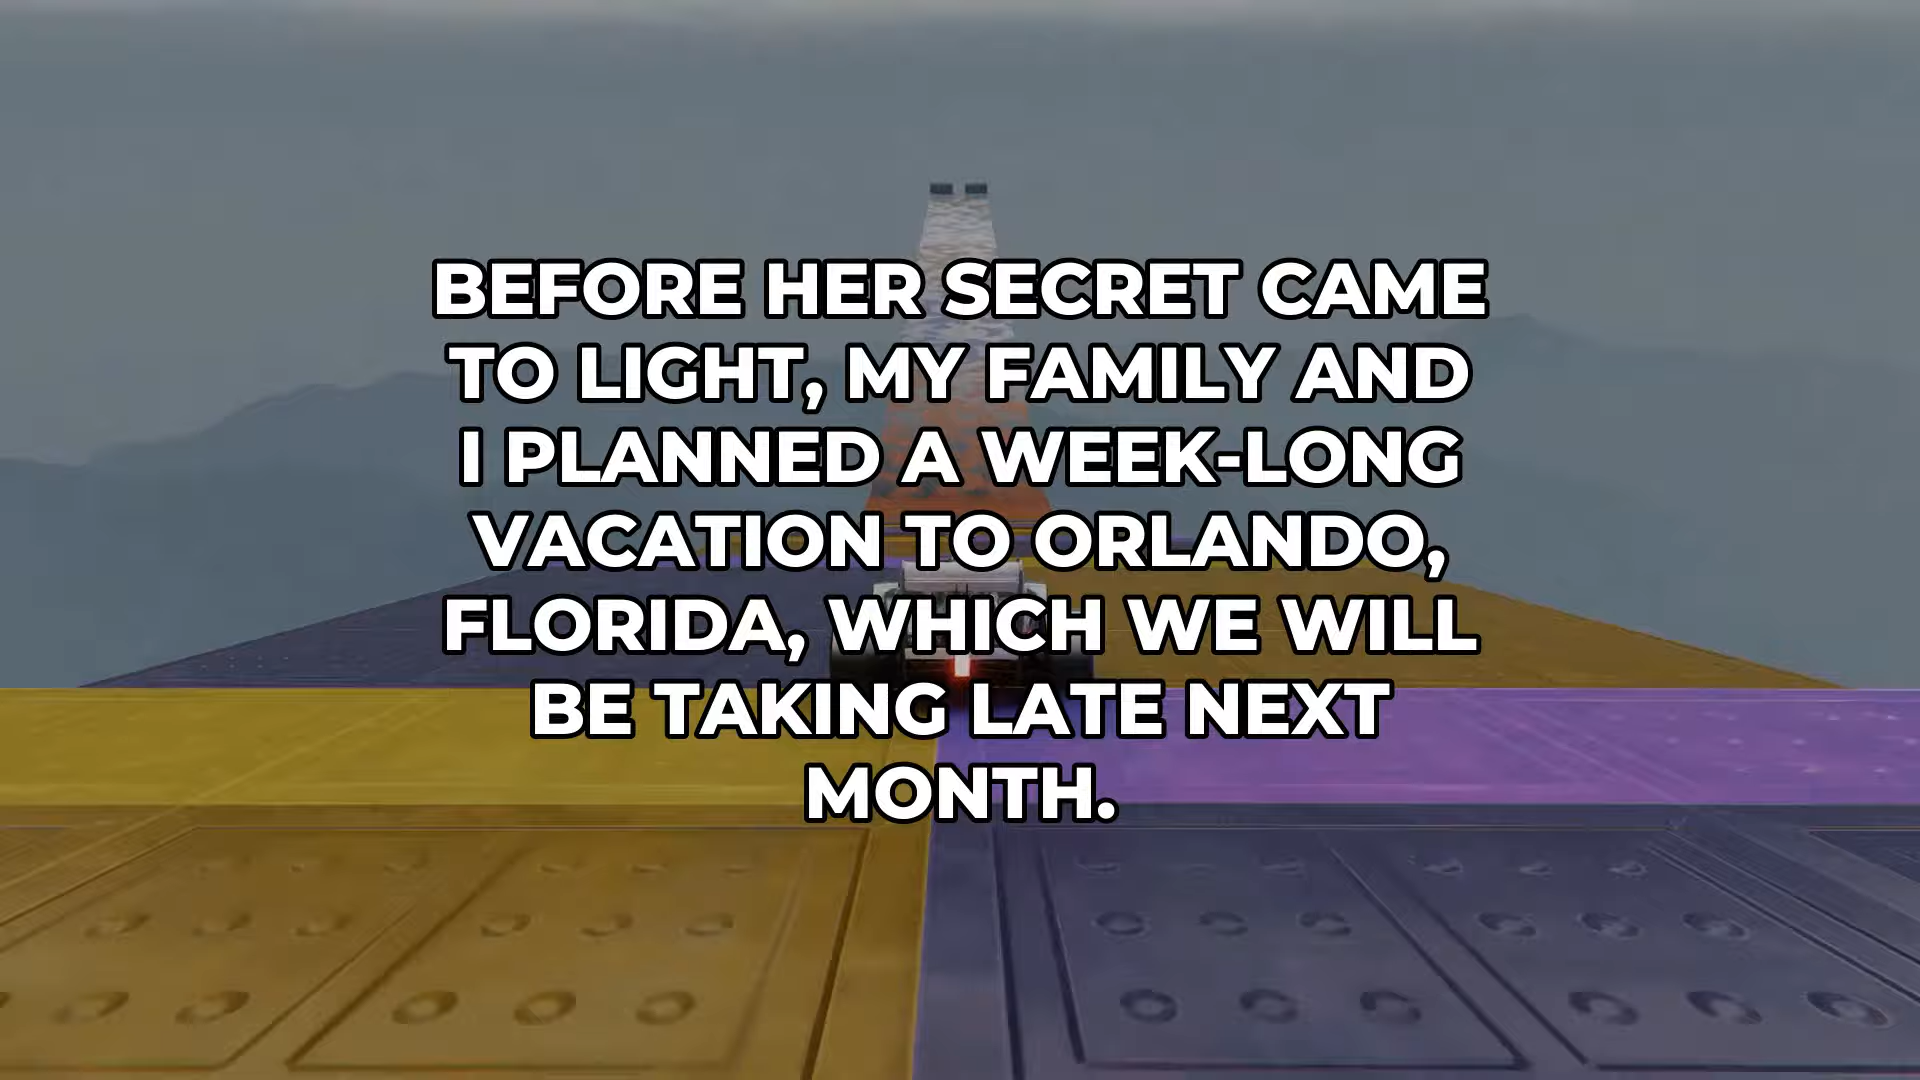 BEFORE HER SECRET CAME
TO LIGHT, MY FAMILY AND
I PLANNED A WEEK-LONG
VACATION TO ORLANDO,
FLORIDA, WHICH WE WILL
BE TAKING LATE NEXT
MONTH.